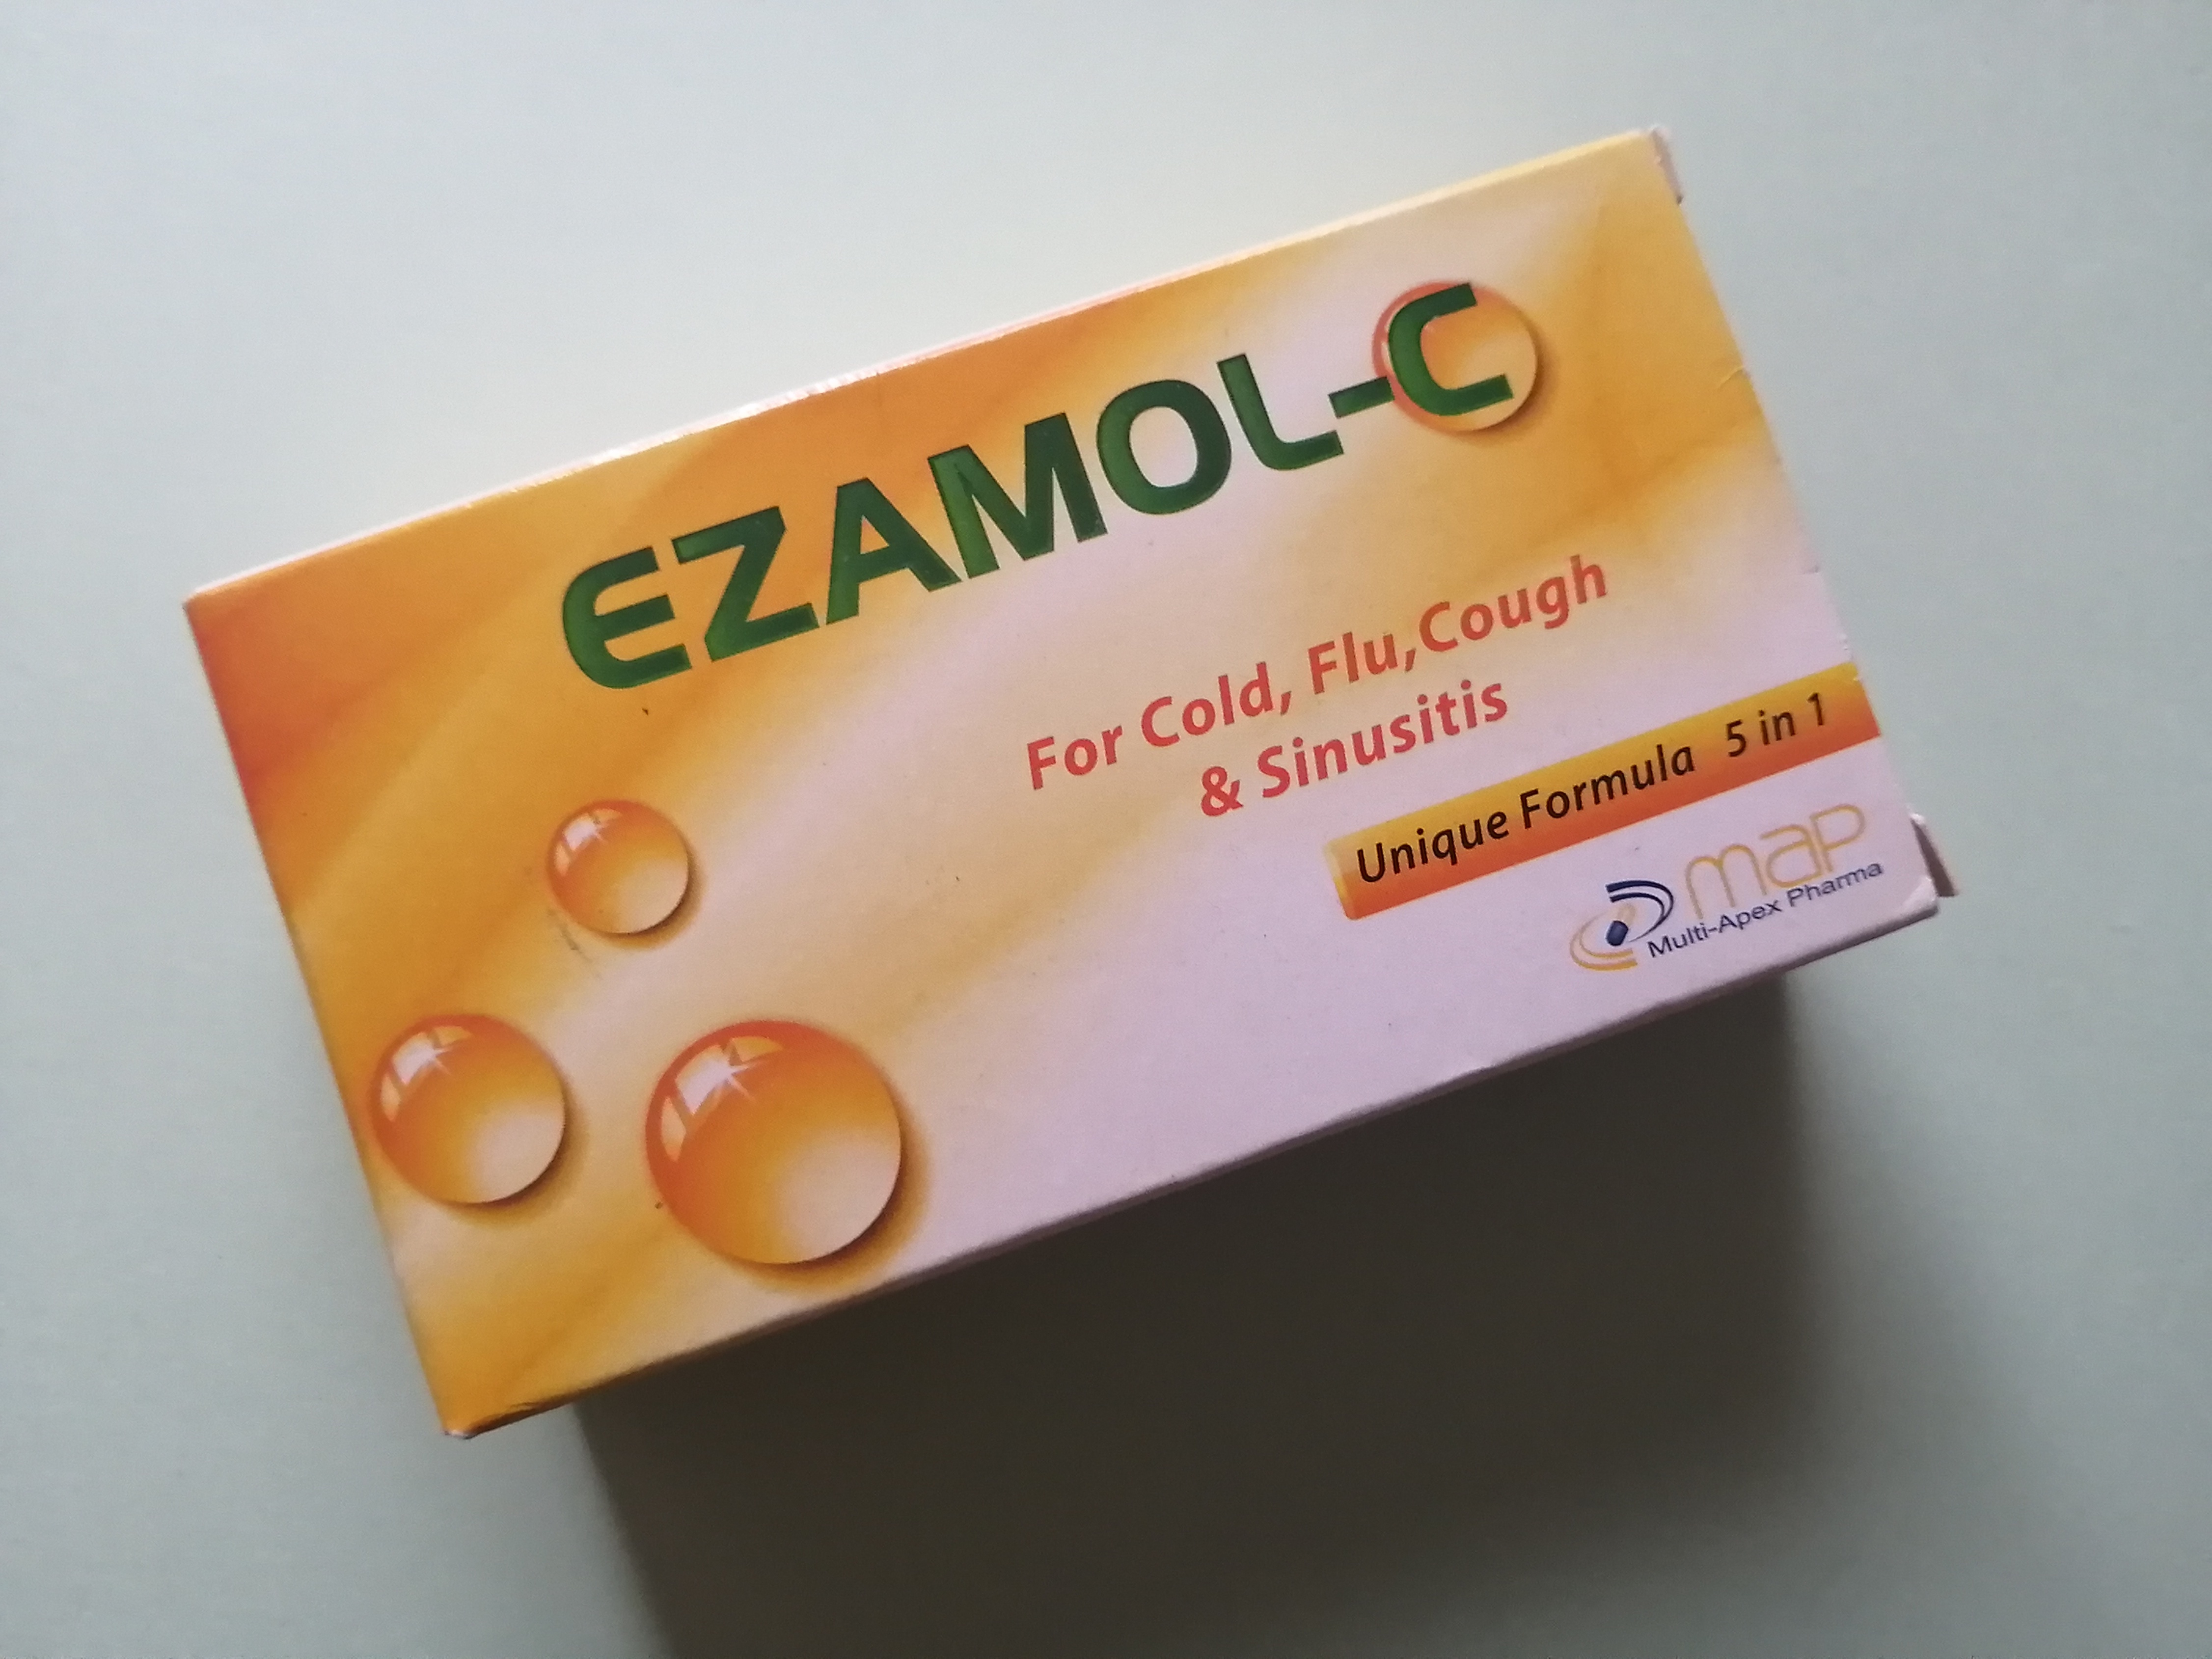 EZAMOL-C
For Cold, Flu,Cough
& Sinusitis
Unique Formula 5 in 1
map
Multi-Apex Pharma